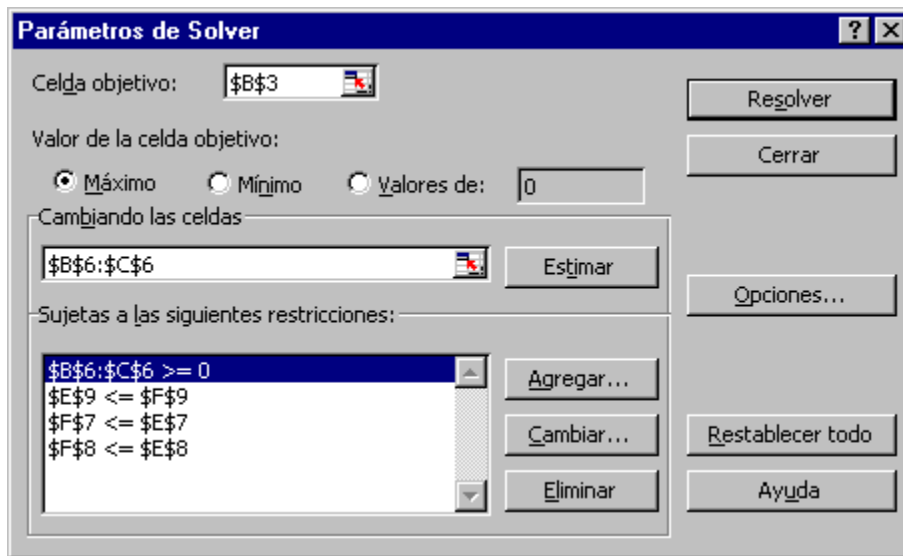 Parámetros de Solver
Celda objetivo: $B$3
Resolver
Valor de la celda objetivo:
Cerrar
Máximo Mínimo Valores de: 0
Cambiando las celdas
$B$6:$C$6 Estimar
Opciones...
Sujetas a las siguientes restricciones:
$B$6:$C$6 >= 0
$E$9 <= $F$9
$F$7 <= $E$7
$F$8 <= $E$8
Agregar...
Cambiar... Restablecer todo
Eliminar Ayuda